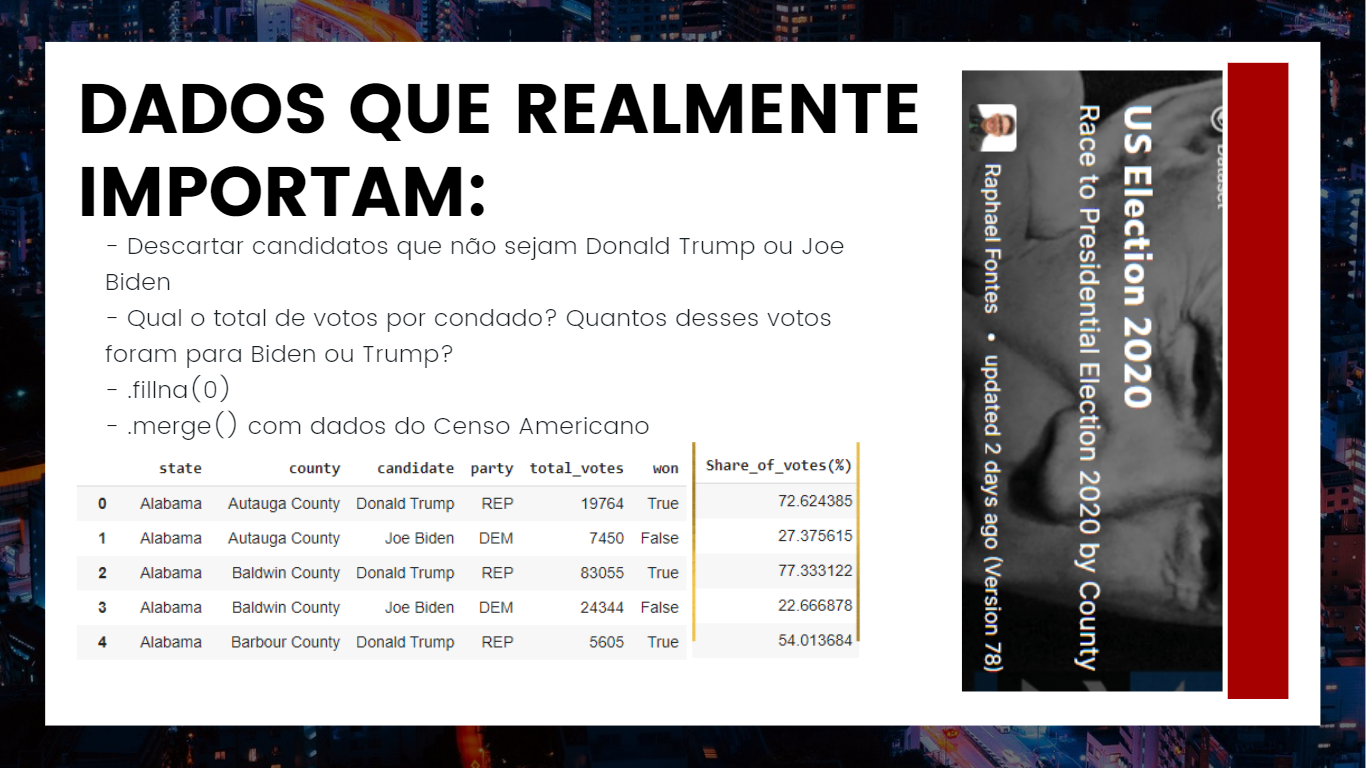 DADOS QUE REALMENTE
IMPORTAM:
- Descartar candidatos que não sejam Donald Trump ou Joe
Biden
- Qual o total de votos por condado? Quantos desses votos
foram para Biden ou Trump?
- .fillna(0)
- .merge() com dados do Censo Americano
state county candidate party total_votes won Share_of_votes(%)
0 Alabama Autauga County Donald Trump REP 19764 True 72.624385
1 Alabama Autauga County Joe Biden DEM 7450 False 27.375615
2 Alabama Baldwin County Donald Trump REP 83055 True 77.333122
3 Alabama Baldwin County Joe Biden DEM 24344 False 22.666878
4 Alabama Barbour County Donald Trump REP 5605 True 54.013684
US Election 2020
Race to Presidential Election 2020 by County
Raphael Fontes • updated 2 days ago (Version 78)